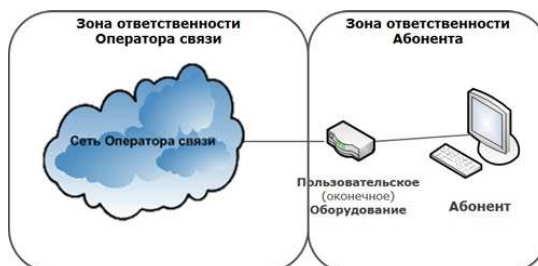 Зона ответственности
Оператора связи
Зона ответственности
Абонента
Сеть Оператора связи
Пользовательское
(оконечное)
Оборудование
Абонент